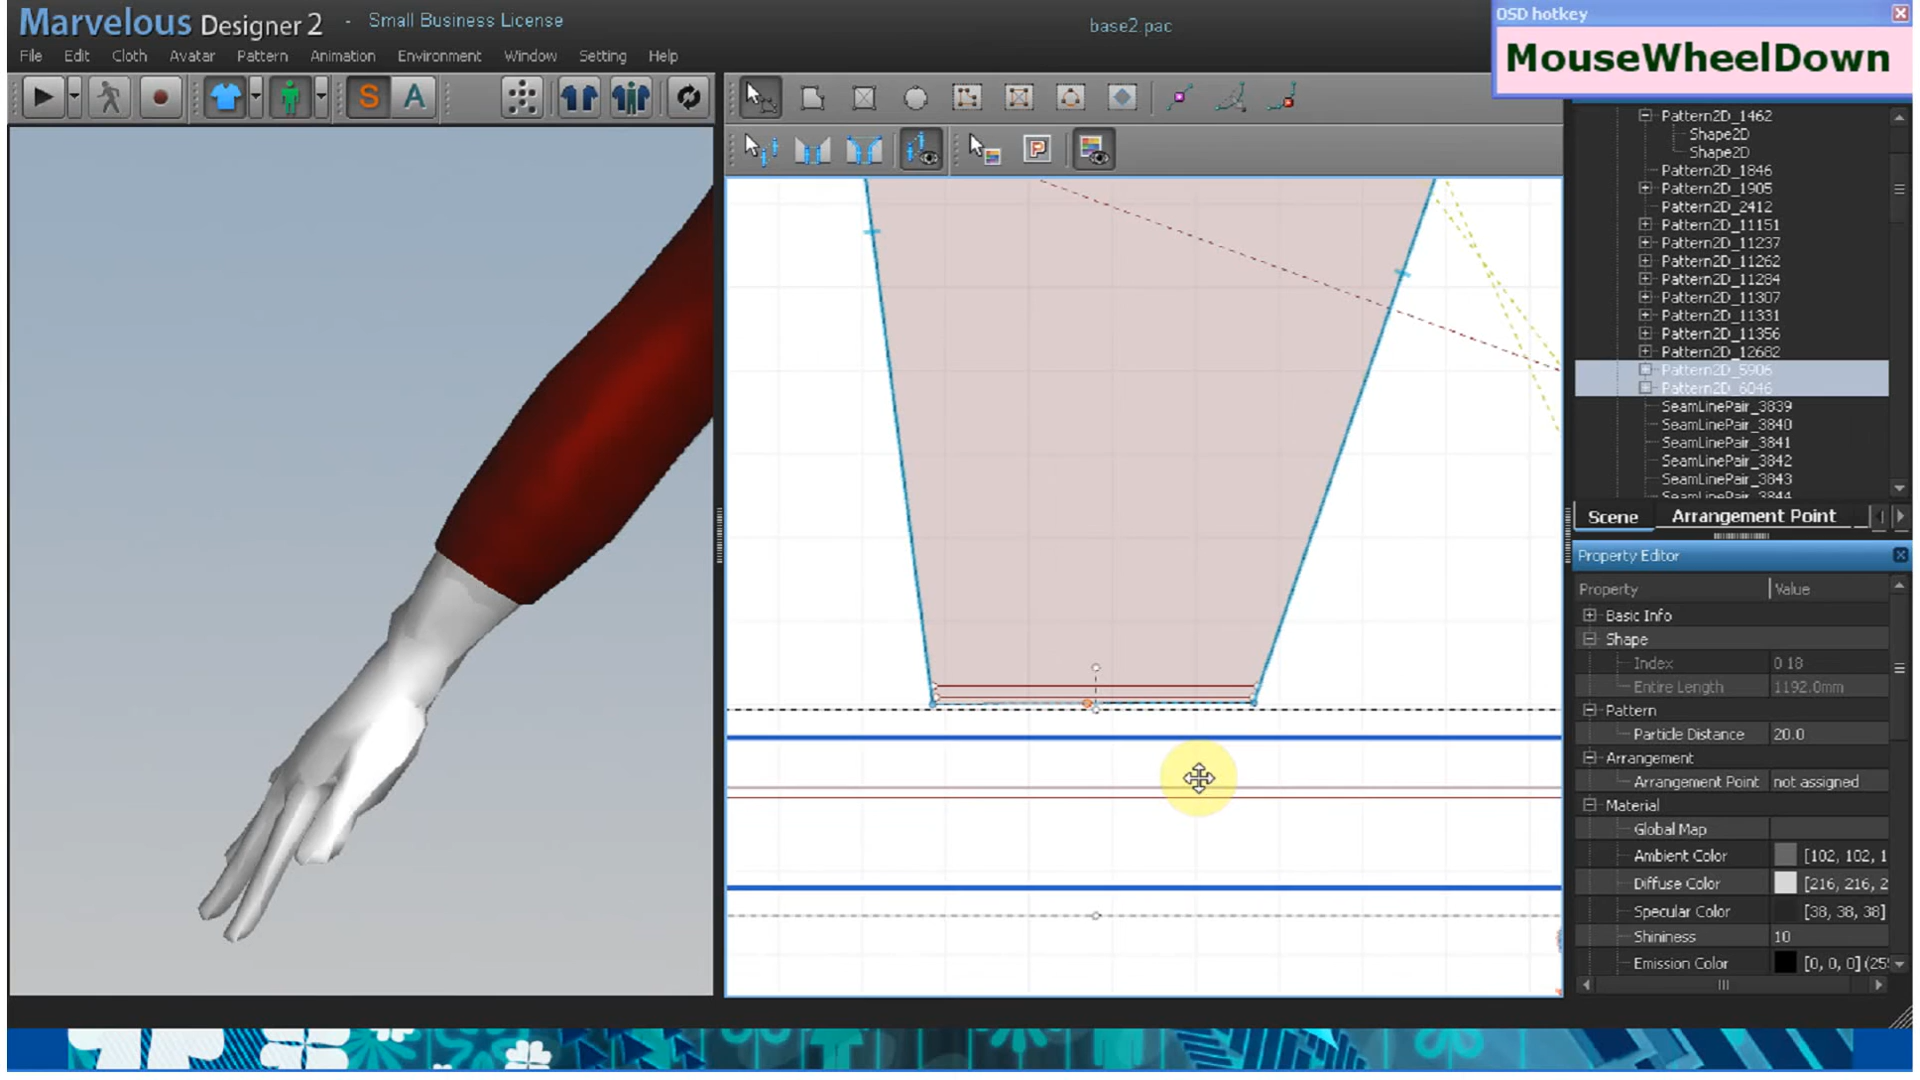 Marvelous Designer 2 - Small Business License
base2.pac
OSD hotkey
MouseWheelDown
File Edit Cloth Avatar Pattern Animation Environment Window Setting Help
S A
P
Pattern2D_1462
Shape2D
Shape2D
Pattern2D_1846
Pattern2D_1905
Pattern2D_2412
Pattern2D_11151
Pattern2D_11237
Pattern2D_11262
Pattern2D_11284
Pattern2D_11307
Pattern2D_11331
Pattern2D_11356
Pattern2D_12682
Pattern2D_5906
Pattern2D_6046
SeamLinePair_3839
SeamLinePair_3840
SeamLinePair_3841
SeamLinePair_3842
SeamLinePair_3843
SeamLinePair_3844
Scene Arrangement Point
Property Editor
Property Value
Basic Info
Shape
Index 0 18
Entire Length 1192.0mm
Pattern
Particle Distance 20.0
Arrangement
Arrangement Point not assigned
Material
Global Map
Ambient Color [102, 102, 1
Diffuse Color [216, 216, 2
Specular Color [38, 38, 38]
Shininess 10
Emission Color [0, 0, 0] (25